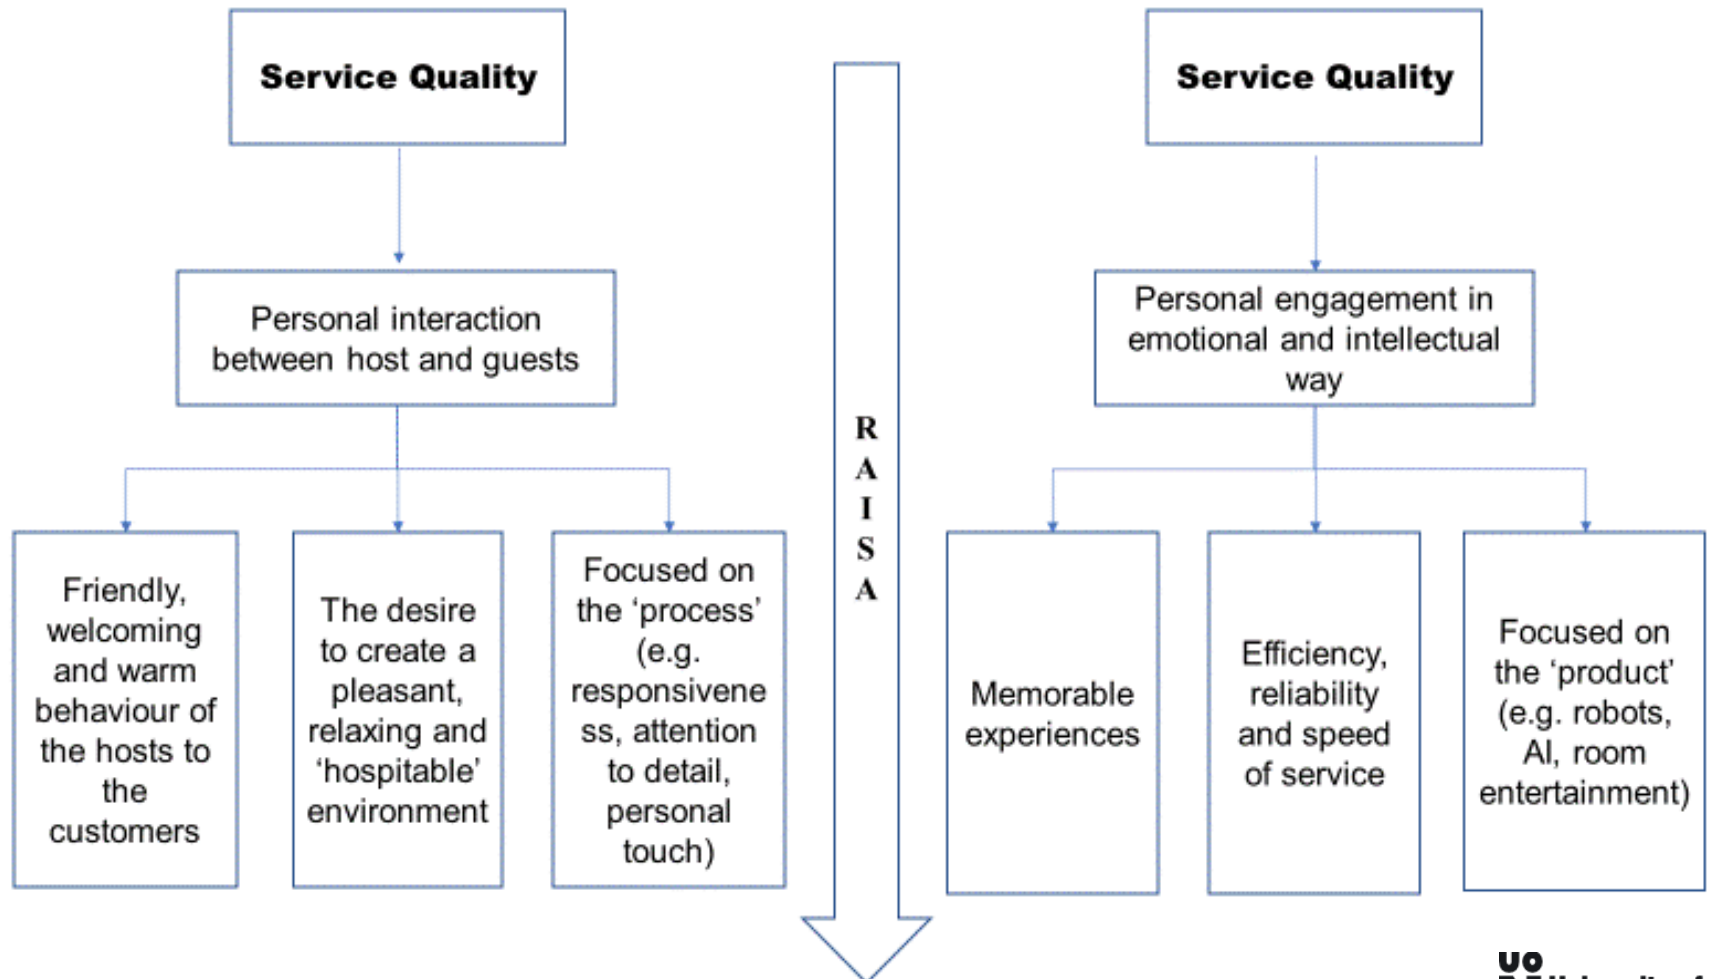 Service Quality
Personal interaction
between host and guests
Friendly,
welcoming
and warm
behaviour of
the hosts to
the
customers
The desire
to create a
pleasant,
relaxing and
‘hospitable’
environment
Focused on
the ‘process’
(e.g.
responsivene
ss, attention
to detail,
personal
touch)
R
A
I
S
A
Service Quality
Personal engagement in
emotional and intellectual
way
Memorable
experiences
Efficiency,
reliability
and speed
of service
Focused on
the ‘product’
(e.g. robots,
AI, room
entertainment)